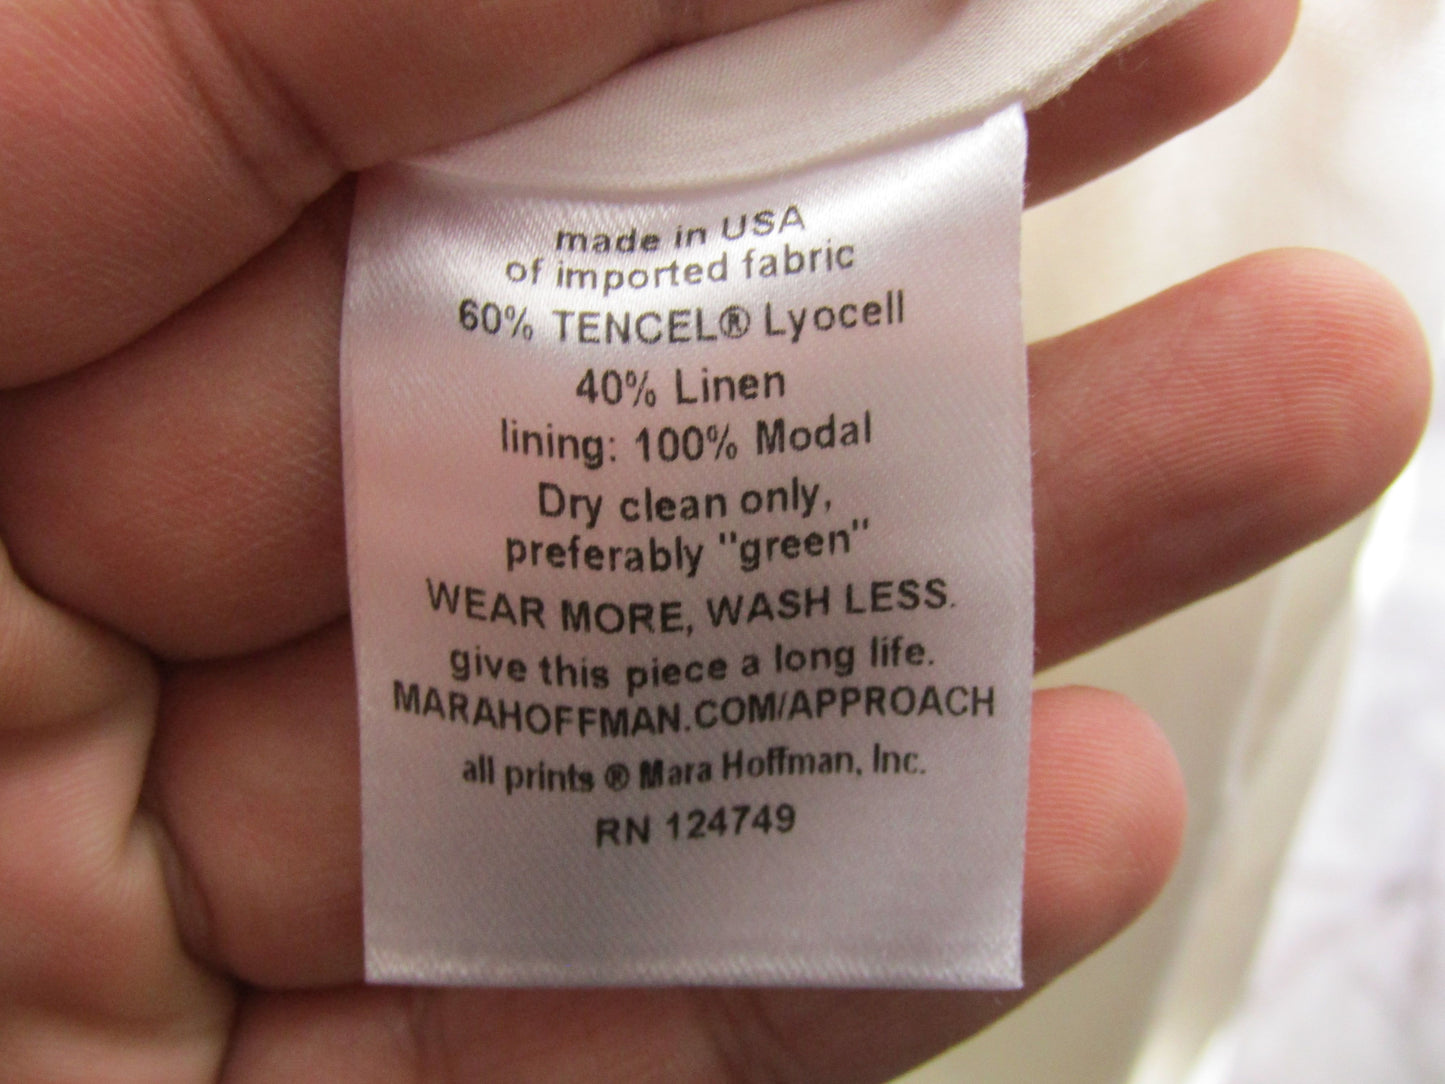 made in USA
of imported fabric
60% TENCEL® Lyocell
40% Linen
lining: 100% Modal
Dry clean only,
preferably "green"
WEAR MORE, WASH LESS.
give this piece a long life.
MARAHOFFMAN.COM/APPROACH
all prints ® Mara Hoffman, Inc.
RN 124749